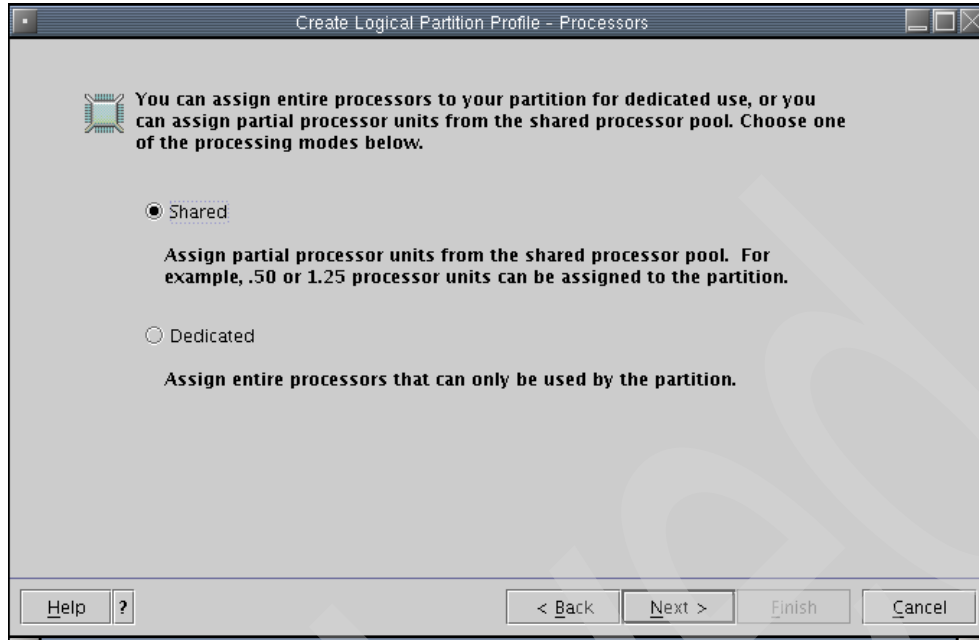 Create Logical Partition Profile - Processors
You can assign entire processors to your partition for dedicated use, or you
can assign partial processor units from the shared processor pool. Choose one
of the processing modes below.
Shared
Assign partial processor units from the shared processor pool. For
example, .50 or 1.25 processor units can be assigned to the partition.
Dedicated
Assign entire processors that can only be used by the partition.
Help ? < Back Next > Finish Cancel